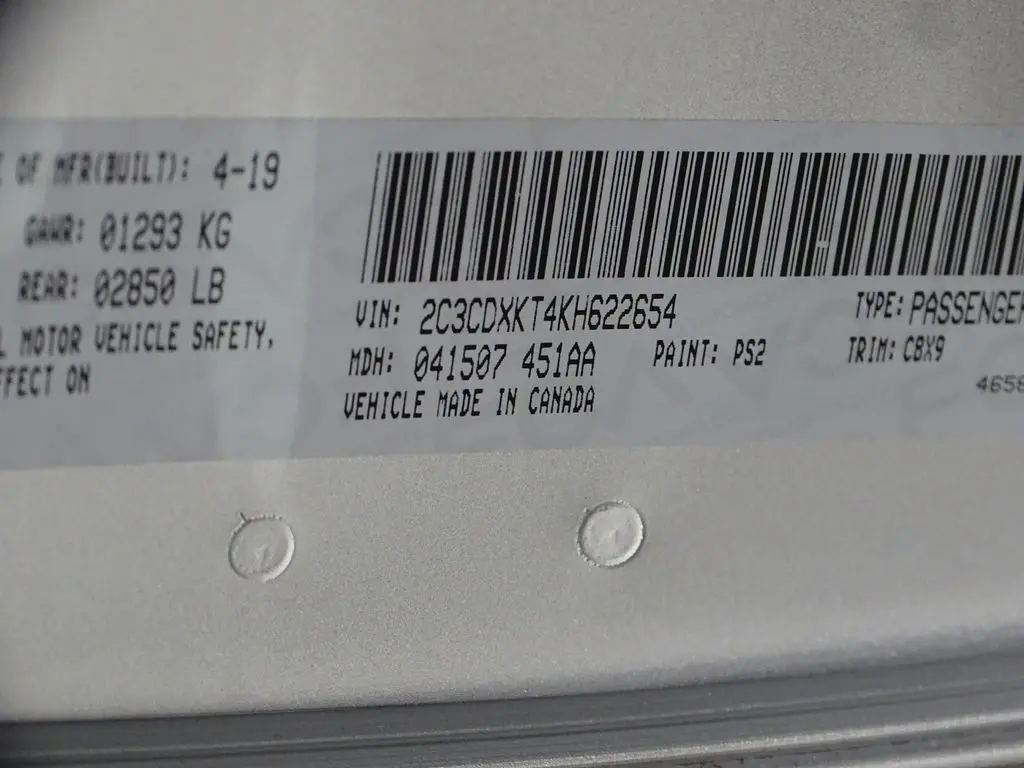 OF MFR(BUILT): 4-19
GAWR: 01293 KG
REAR: 02850 LB
MOTOR VEHICLE SAFETY,
FFECT ON
VIN: 2C3CDXKT4KH622654
TYPE: PASSENGER
MDH: 041507 451AA
PAINT: PS2
TRIM: CBX9
VEHICLE MADE IN CANADA
4658